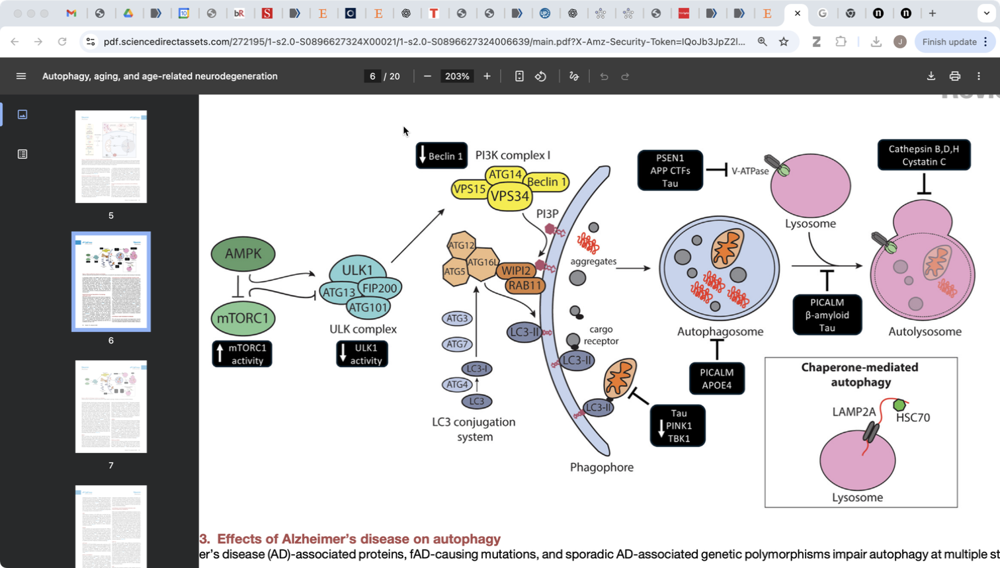 pdf.sciencedirectassets.com/272195/1-s2.0-S0896627324X00021/1-s2.0-S0896627324006639/main.pdf?X-Amz-Security-Token=IQoJb3JpZ2l...
Finish update
Autophagy, aging, and age-related neurodegeneration
6 / 20
203%
5
6
7
Beclin 1
PI3K complex I
ATG14
VPS15
Beclin 1
VPS34
PI3P
AMPK
mTORC1
mTORC1
activity
ULK1
ATG13
FIP200
ATG101
ULK complex
ULK1
activity
ATG12
ATG5
ATG16L
WIPI2
RAB11
ATG3
ATG7
LC3-I
ATG4
LC3
LC3 conjugation
system
LC3-II
aggregates
cargo
receptor
LC3-II
LC3-II
Tau
PINK1
TBK1
Phagophore
PSEN1
APP CTFs
Tau
V-ATPase
Lysosome
Cathepsin B,D,H
Cystatin C
Autophagosome
PICALM
APOE4
PICALM
β-amyloid
Tau
Autolysosome
Chaperone-mediated
autophagy
LAMP2A
HSC70
Lysosome
3. Effects of Alzheimer's disease on autophagy
er's disease (AD)-associated proteins, fAD-causing mutations, and sporadic AD-associated genetic polymorphisms impair autophagy at multiple st